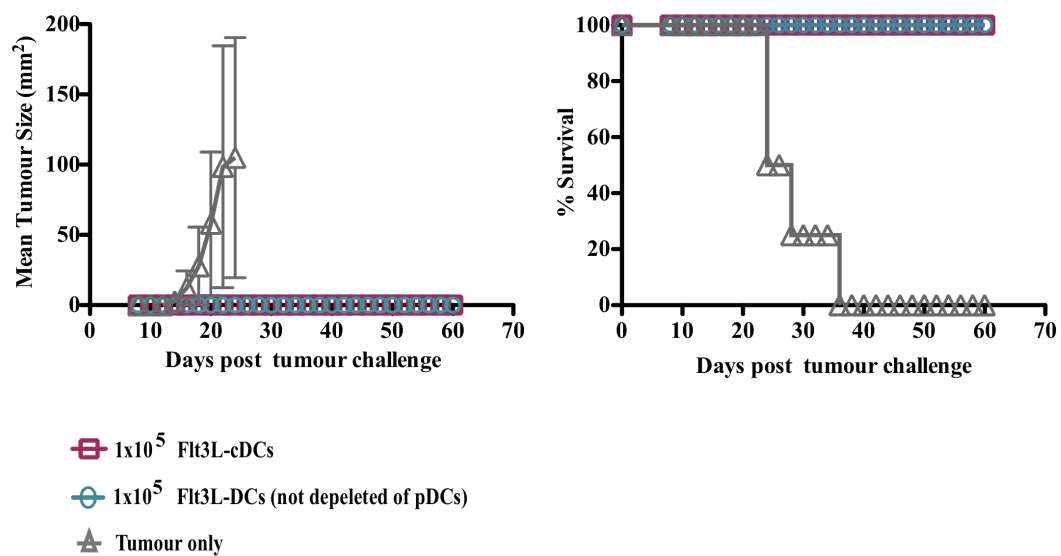 Mean Tumour Size (mm²)
200
150
100
50
0
0 10 20 30 40 50 60 70
Days post tumour challenge
% Survival
100
80
60
40
20
0
0 10 20 30 40 50 60 70
Days post tumour challenge
1x10⁵ Flt3L-cDCs
1x10⁵ Flt3L-DCs (not depeleted of pDCs)
Tumour only